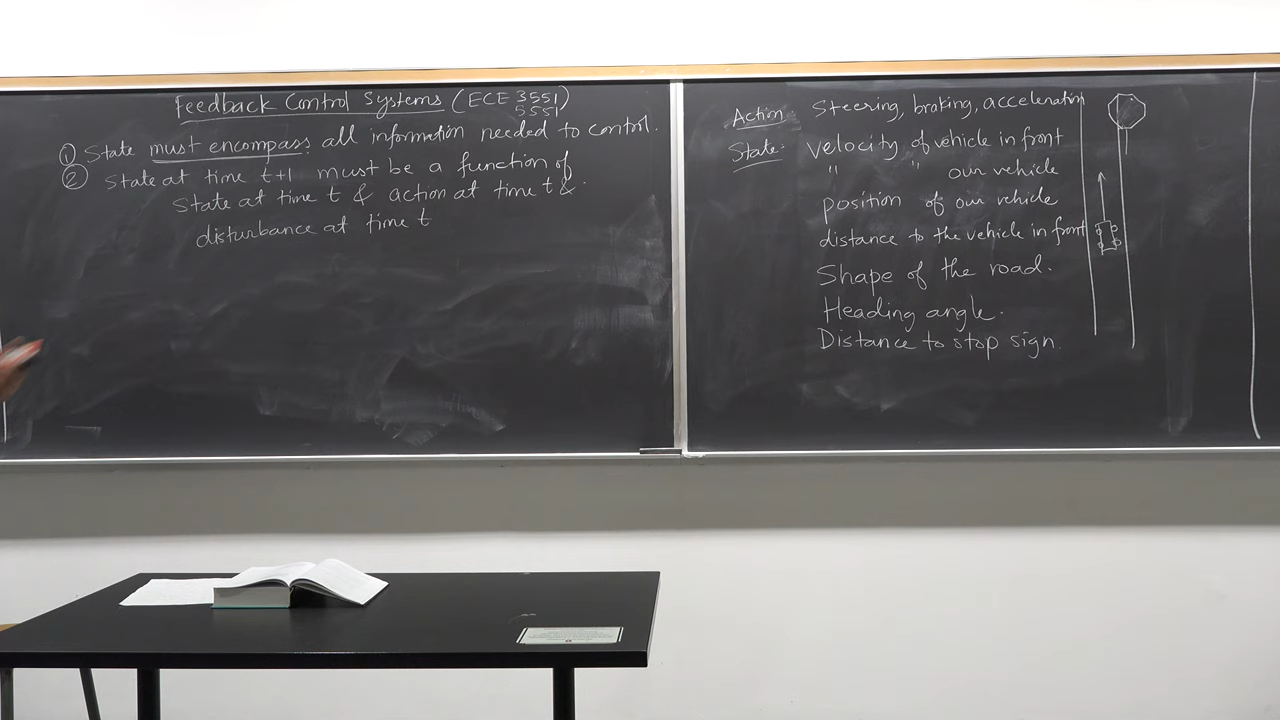 Feedback Control Systems (ECE 3551)
5551
① State must encompass all information needed to control.
② State at time t+1 must be a function of
State at time t & action at time t &
disturbance at time t
Action: Steering, braking, acceleration
State: Velocity of vehicle in front
" " our vehicle
position of our vehicle
distance to the vehicle in front
Shape of the road.
Heading angle.
Distance to stop sign.